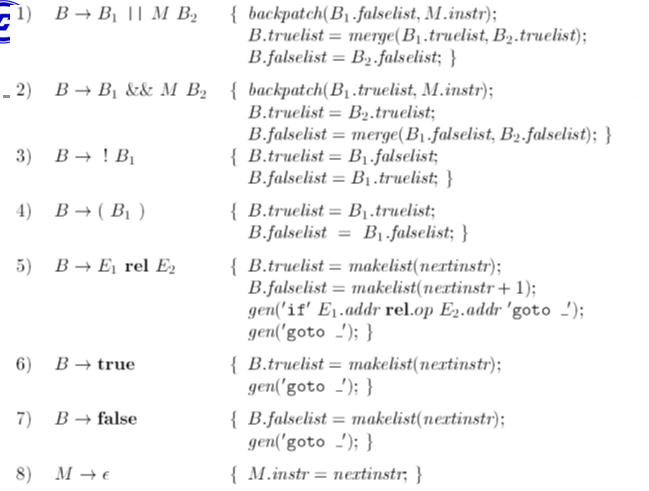 1) B → B₁ || M B₂ { backpatch(B₁.falselist, M.instr);
B.truelist = merge(B₁.truelist, B₂.truelist);
B.falselist = B₂.falselist; }
2) B → B₁ && M B₂ { backpatch(B₁.truelist, M.instr);
B.truelist = B₂.truelist;
B.falselist = merge(B₁.falselist, B₂.falselist); }
3) B → ! B₁ { B.truelist = B₁.falselist;
B.falselist = B₁.truelist; }
4) B → ( B₁ ) { B.truelist = B₁.truelist;
B.falselist = B₁.falselist; }
5) B → E₁ rel E₂ { B.truelist = makelist(nextinstr);
B.falselist = makelist(nextinstr + 1);
gen('if' E₁.addr rel.op E₂.addr 'goto _');
gen('goto _'); }
6) B → true { B.truelist = makelist(nextinstr);
gen('goto _'); }
7) B → false { B.falselist = makelist(nextinstr);
gen('goto _'); }
8) M → ϵ { M.instr = nextinstr; }